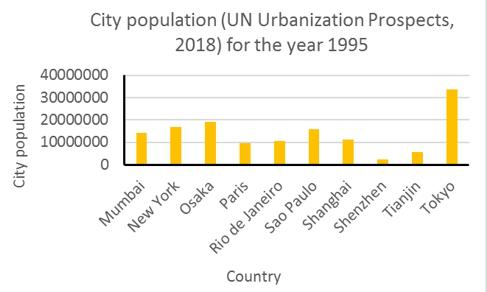 City population (UN Urbanization Prospects,
2018) for the year 1995
City population
40000000
30000000
20000000
10000000
0
Mumbai
New York
Osaka
Paris
Rio de Janeiro
Sao Paulo
Shanghai
Shenzhen
Tianjin
Tokyo
Country